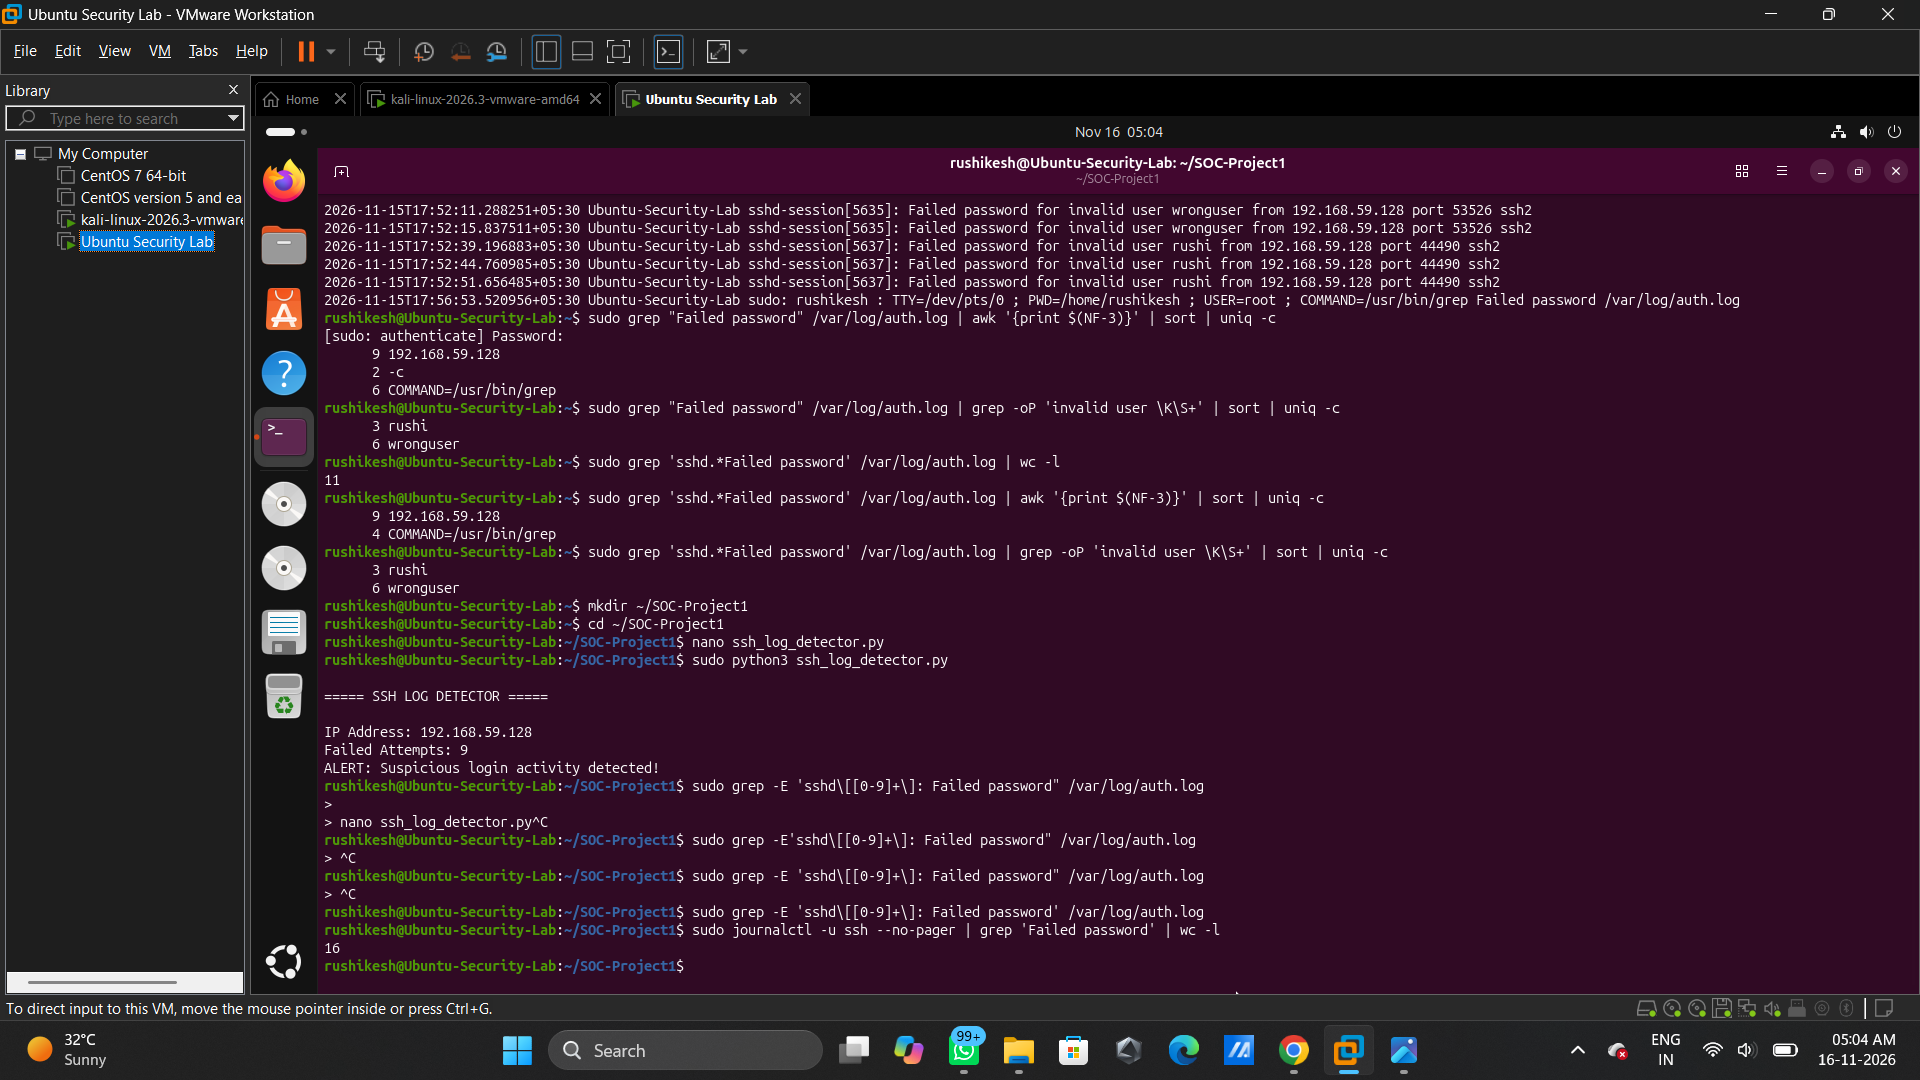 Ubuntu Security Lab - VMware Workstation
File Edit View VM Tabs Help
Library
Type here to search
My Computer
CentOS 7 64-bit
CentOS version 5 and ea
kali-linux-2026.3-vmware
Ubuntu Security Lab
Home
kali-linux-2026.3-vmware-amd64
Ubuntu Security Lab
Nov 16 05:04
rushikesh@Ubuntu-Security-Lab: ~/SOC-Project1
~/SOC-Project1
2026-11-15T17:52:11.288251+05:30 Ubuntu-Security-Lab sshd-session[5635]: Failed password for invalid user wronguser from 192.168.59.128 port 53526 ssh2
2026-11-15T17:52:15.837511+05:30 Ubuntu-Security-Lab sshd-session[5635]: Failed password for invalid user wronguser from 192.168.59.128 port 53526 ssh2
2026-11-15T17:52:39.196883+05:30 Ubuntu-Security-Lab sshd-session[5637]: Failed password for invalid user rushi from 192.168.59.128 port 44490 ssh2
2026-11-15T17:52:44.760985+05:30 Ubuntu-Security-Lab sshd-session[5637]: Failed password for invalid user rushi from 192.168.59.128 port 44490 ssh2
2026-11-15T17:52:51.656485+05:30 Ubuntu-Security-Lab sshd-session[5637]: Failed password for invalid user rushi from 192.168.59.128 port 44490 ssh2
2026-11-15T17:56:53.520956+05:30 Ubuntu-Security-Lab sudo: rushikesh : TTY=/dev/pts/0 ; PWD=/home/rushikesh ; USER=root ; COMMAND=/usr/bin/grep Failed password /var/log/auth.log
rushikesh@Ubuntu-Security-Lab:~$ sudo grep "Failed password" /var/log/auth.log | awk '{print $(NF-3)}' | sort | uniq -c
[sudo: authenticate] Password:
9 192.168.59.128
2 -c
6 COMMAND=/usr/bin/grep
rushikesh@Ubuntu-Security-Lab:~$ sudo grep "Failed password" /var/log/auth.log | grep -oP 'invalid user \K\S+' | sort | uniq -c
3 rushi
6 wronguser
rushikesh@Ubuntu-Security-Lab:~$ sudo grep 'sshd.*Failed password' /var/log/auth.log | wc -l
11
rushikesh@Ubuntu-Security-Lab:~$ sudo grep 'sshd.*Failed password' /var/log/auth.log | awk '{print $(NF-3)}' | sort | uniq -c
9 192.168.59.128
4 COMMAND=/usr/bin/grep
rushikesh@Ubuntu-Security-Lab:~$ sudo grep 'sshd.*Failed password' /var/log/auth.log | grep -oP 'invalid user \K\S+' | sort | uniq -c
3 rushi
6 wronguser
rushikesh@Ubuntu-Security-Lab:~$ mkdir ~/SOC-Project1
rushikesh@Ubuntu-Security-Lab:~$ cd ~/SOC-Project1
rushikesh@Ubuntu-Security-Lab:~/SOC-Project1$ nano ssh_log_detector.py
rushikesh@Ubuntu-Security-Lab:~/SOC-Project1$ sudo python3 ssh_log_detector.py
===== SSH LOG DETECTOR =====
IP Address: 192.168.59.128
Failed Attempts: 9
ALERT: Suspicious login activity detected!
rushikesh@Ubuntu-Security-Lab:~/SOC-Project1$ sudo grep -E 'sshd\[[0-9]+\]: Failed password" /var/log/auth.log
>
> nano ssh_log_detector.py^C
rushikesh@Ubuntu-Security-Lab:~/SOC-Project1$ sudo grep -E'sshd\[[0-9]+\]: Failed password" /var/log/auth.log
> ^C
rushikesh@Ubuntu-Security-Lab:~/SOC-Project1$ sudo grep -E 'sshd\[[0-9]+\]: Failed password" /var/log/auth.log
> ^C
rushikesh@Ubuntu-Security-Lab:~/SOC-Project1$ sudo grep -E 'sshd\[[0-9]+\]: Failed password' /var/log/auth.log
rushikesh@Ubuntu-Security-Lab:~/SOC-Project1$ sudo journalctl -u ssh --no-pager | grep 'Failed password' | wc -l
16
rushikesh@Ubuntu-Security-Lab:~/SOC-Project1$
To direct input to this VM, move the mouse pointer inside or press Ctrl+G.
32°C
Sunny
Search
99+
ENG
IN
05:04 AM
16-11-2026